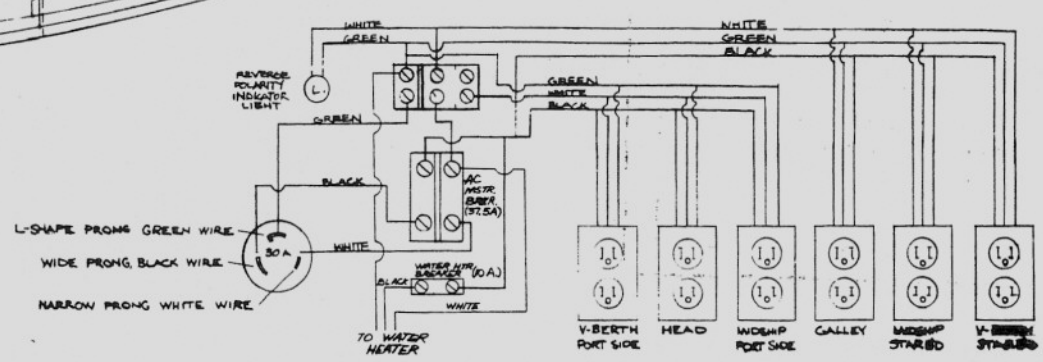 WHITE
GREEN
WHITE
GREEN
BLACK
REVERSE
POLARITY
INDICATOR
LIGHT
L.
GREEN
WHITE
BLACK
GREEN
BLACK
AC
MSTR.
BRKR.
(37.5A)
L-SHAPE PRONG GREEN WIRE
30A
WHITE
WIDE PRONG, BLACK WIRE
WATER HTR.
BREAKER (10A)
BLACK
WHITE
NARROW PRONG WHITE WIRE
TO WATER
HEATER
V-BERTH
PORT SIDE
HEAD
MIDSHIP
PORT SIDE
GALLEY
MIDSHIP
STARBD
V-
STARBD